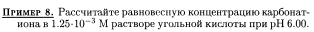 Пример 8. Рассчитайте равновесную концентрацию карбонат-
иона в 1.25·10⁻³ М растворе угольной кислоты при pH 6.00.